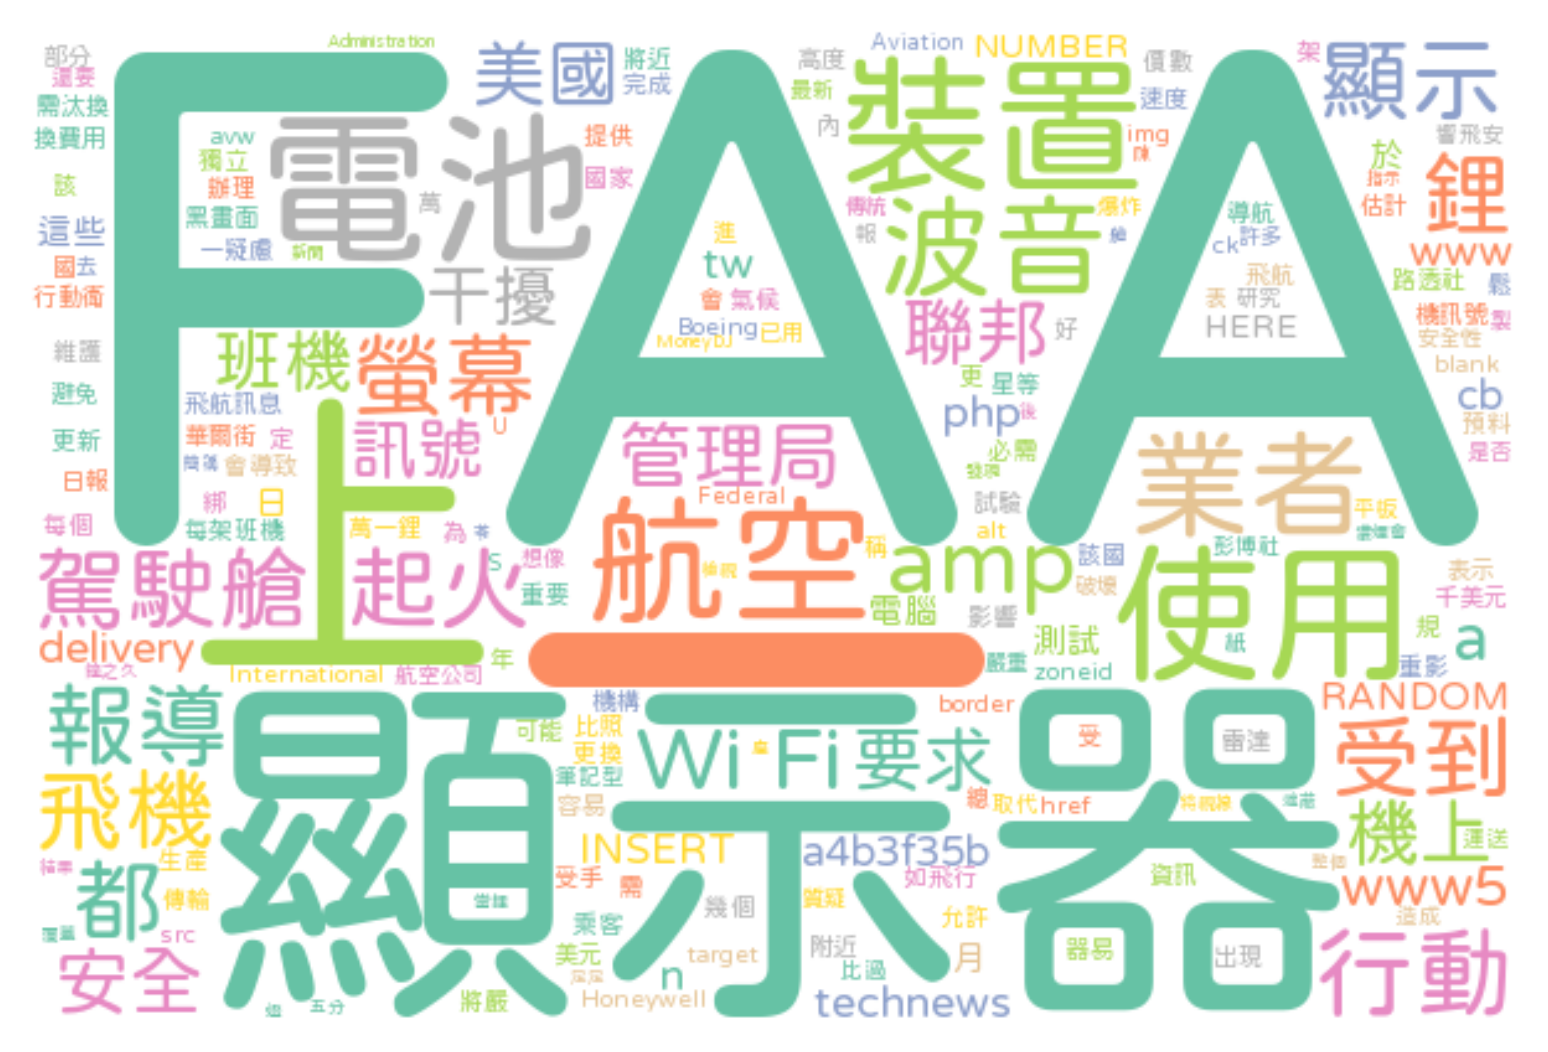 部分
還要
需汰換
換費用
該
這些
國去
行動衛
維護
避免
更新
日報
每個
Administration
FAA
美國
將近
完成
電池
avw
獨立
辦理
黑畫面
一疑慮
新聞
萬
提供
國家
干擾
班機
螢幕
飛航訊息
華爾街
定
會導致
綁
日
每架班機
萬一鋰
為
U
訊號
上
駕駛艙
起火
S
想像
重要
進
tw
會
氣候
Boeing
已用
MoneyDJ
管理局
Federal
航空
稱
Aviation
NUMBER
高度
最新
內
價數
速度
img
裝置
傳統
報
爆炸
波音
聯邦
好
更
星等
php
後
必需
試驗
alt
架
顯示
響飛安
於
指示
估計
鋰
www
路透社
鬆
機訊號
製
安全性
blank
cb
預料
是否
導航
ck
許多
飛航
表
研究
HERE
業者
平板
彭博社
amp
該國
破壞
使用
表示
千美元
規
a
重影
紙
電腦
影響
測試
嚴重
zoneid
delivery
International
航空公司
年
一
報導
飛機
都
生產
傳輸
src
安全
顯示器
當鍾
可能
機構
比照
更換
筆記型
容易
WiFi
要求
border
INSERT
受手
需
乘客
美元
幾個
target
n
Honeywell
將嚴
五分
總
取代
href
a4b3f35b
如飛行
質疑
允許
附近
比過
月
technews
受
雷達
資訊
器易
出現
RANDOM
受到
機上
運送
www5
造成
行動